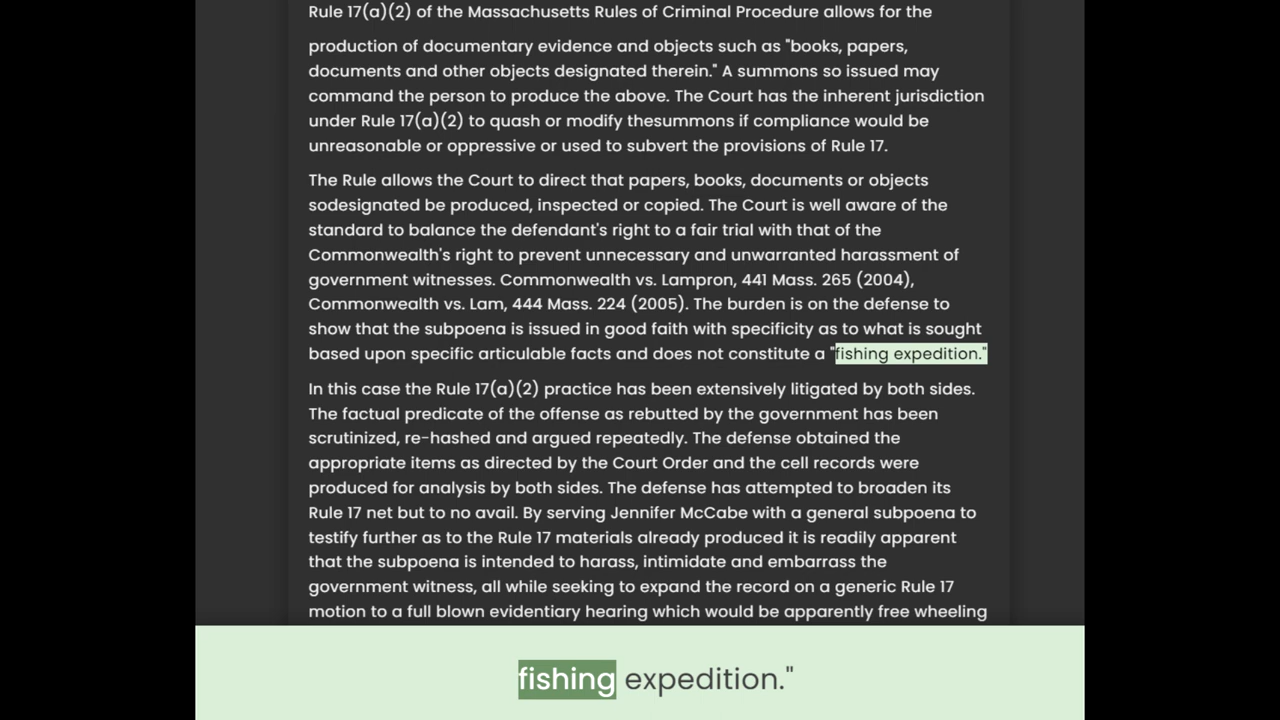 Rule 17(a)(2) of the Massachusetts Rules of Criminal Procedure allows for the
production of documentary evidence and objects such as "books, papers,
documents and other objects designated therein." A summons so issued may
command the person to produce the above. The Court has the inherent jurisdiction
under Rule 17(a)(2) to quash or modify thesummons if compliance would be
unreasonable or oppressive or used to subvert the provisions of Rule 17.
The Rule allows the Court to direct that papers, books, documents or objects
sodesignated be produced, inspected or copied. The Court is well aware of the
standard to balance the defendant's right to a fair trial with that of the
Commonwealth's right to prevent unnecessary and unwarranted harassment of
government witnesses. Commonwealth vs. Lampron, 441 Mass. 265 (2004),
Commonwealth vs. Lam, 444 Mass. 224 (2005). The burden is on the defense to
show that the subpoena is issued in good faith with specificity as to what is sought
based upon specific articulable facts and does not constitute a "fishing expedition."
In this case the Rule 17(a)(2) practice has been extensively litigated by both sides.
The factual predicate of the offense as rebutted by the government has been
scrutinized, re-hashed and argued repeatedly. The defense obtained the
appropriate items as directed by the Court Order and the cell records were
produced for analysis by both sides. The defense has attempted to broaden its
Rule 17 net but to no avail. By serving Jennifer McCabe with a general subpoena to
testify further as to the Rule 17 materials already produced it is readily apparent
that the subpoena is intended to harass, intimidate and embarrass the
government witness, all while seeking to expand the record on a generic Rule 17
motion to a full blown evidentiary hearing which would be apparently free wheeling
fishing expedition."